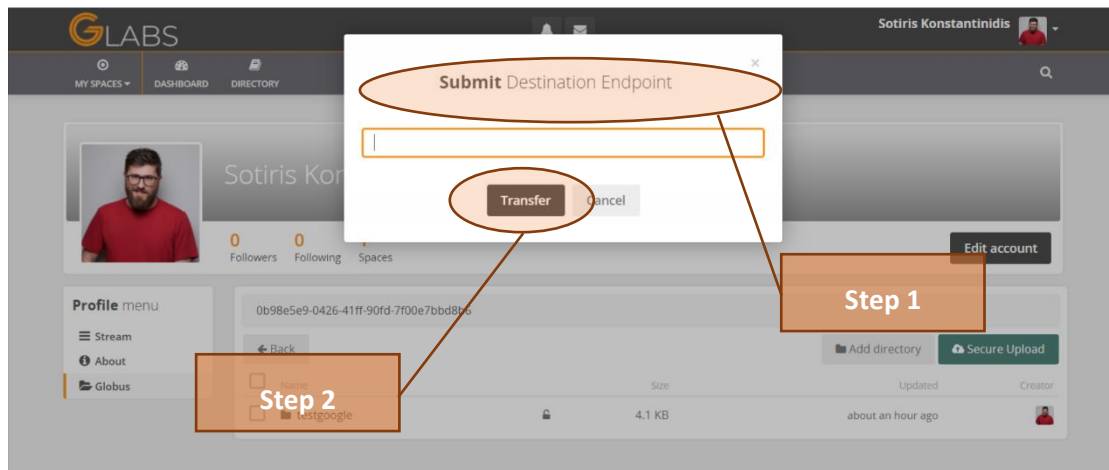 GLABS
Sotiris Konstantinidis
MY SPACES
DASHBOARD
DIRECTORY
×
Submit Destination Endpoint
Transfer
Cancel
Sotiris Kon
0
0
Followers
Following
Spaces
Edit account
Step 1
Profile menu
Stream
About
Globus
0b98e5e9-0426-41ff-90fd-7f00e7bbd8b6
Back
Add directory
Secure Upload
Step 2
Name
Size
Updated
Creator
testgoogle
4.1 KB
about an hour ago